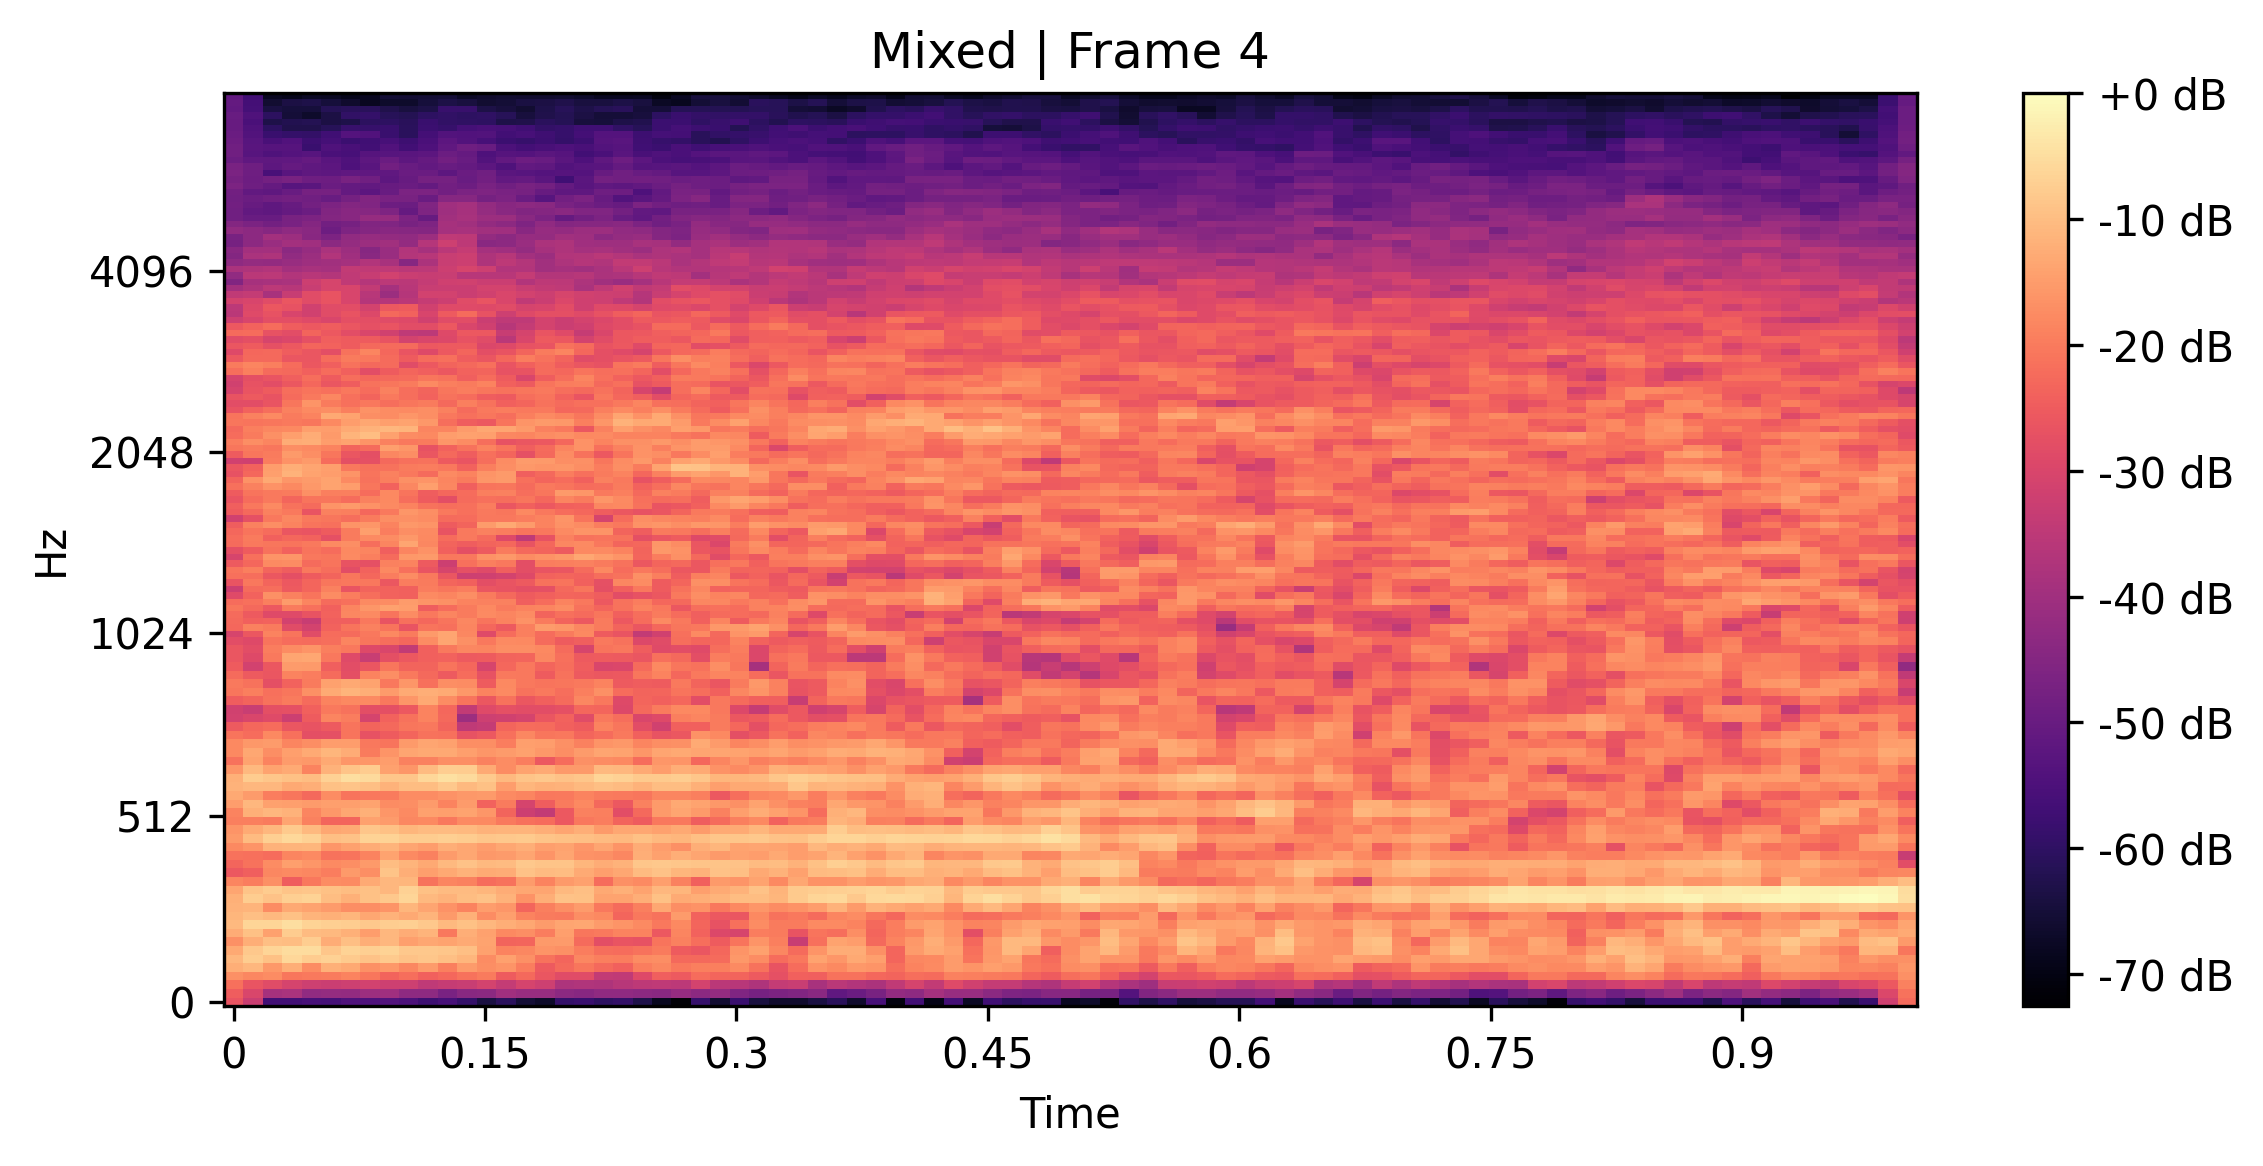 Mixed | Frame 4
+0 dB
-10 dB
-20 dB
-30 dB
-40 dB
-50 dB
-60 dB
-70 dB
4096
2048
1024
512
0
Hz
0 0.15 0.3 0.45 0.6 0.75 0.9
Time